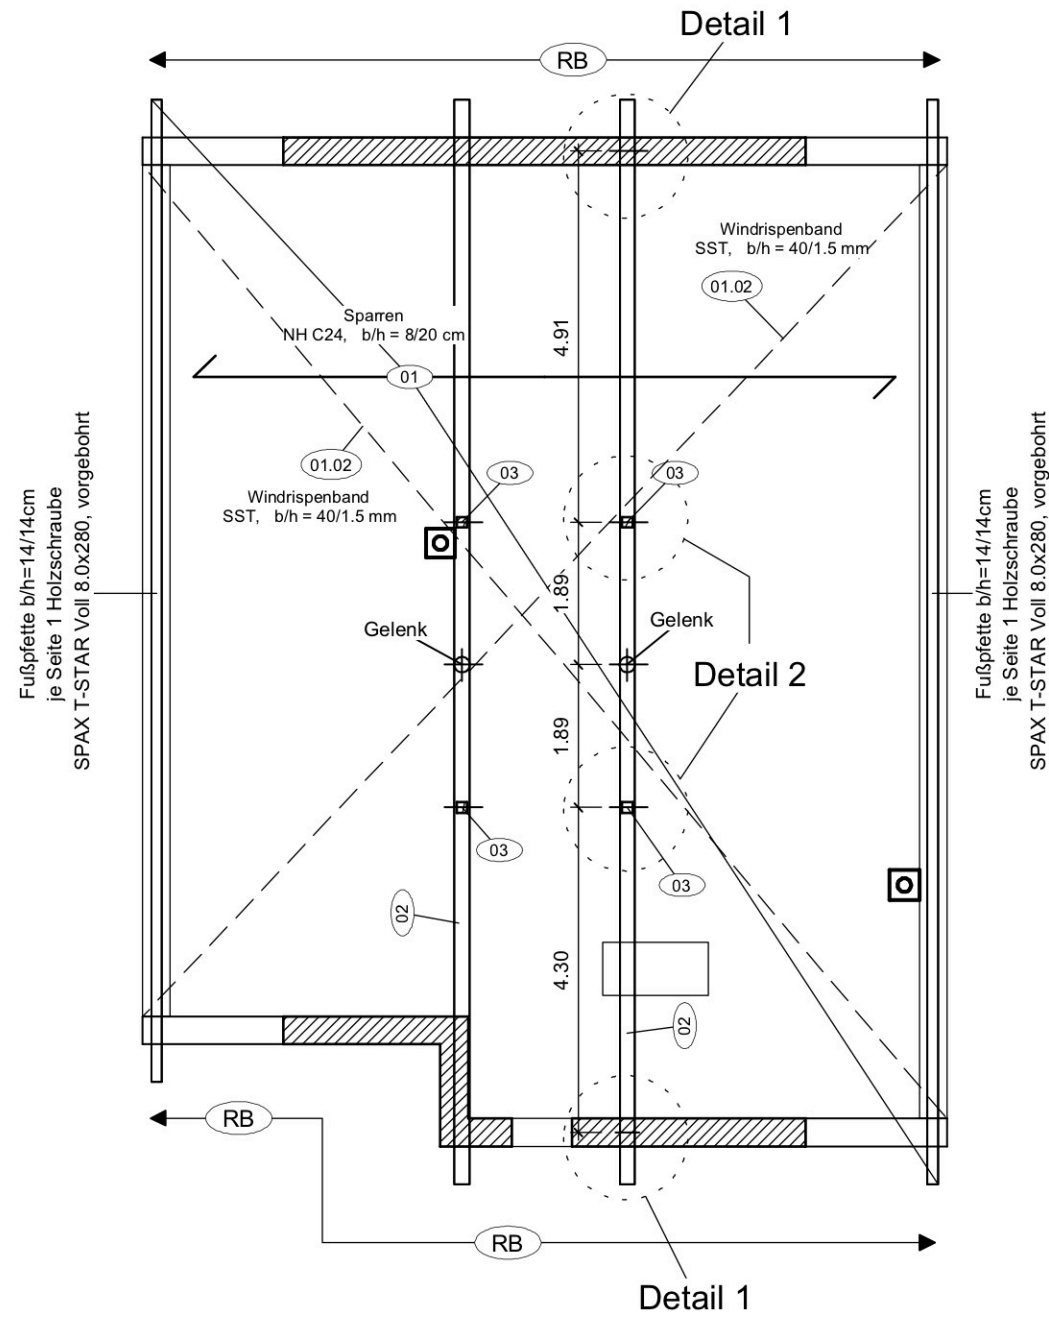 Detail 1
RB
Windrispenband
SST,   b/h = 40/1.5 mm
01.02
Sparren
NH C24,   b/h = 8/20 cm
4.91
01
01.02
Windrispenband
SST,   b/h = 40/1.5 mm
03
03
Fußpfette b/h=14/14cm
je Seite 1 Holzschraube
SPAX T-STAR Voll 8.0x280, vorgebohrt
Fußpfette b/h=14/14cm
je Seite 1 Holzschraube
SPAX T-STAR Voll 8.0x280, vorgebohrt
1.89
Gelenk
Gelenk
Detail 2
1.89
03
03
02
4.30
02
RB
RB
Detail 1